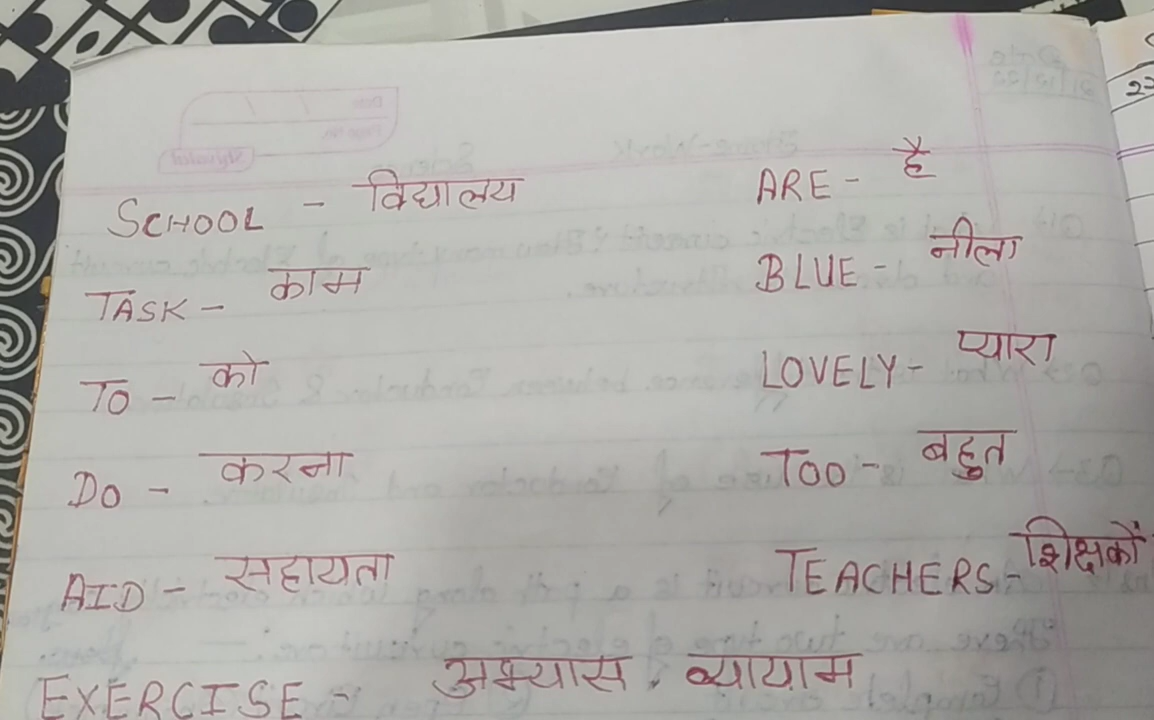 SCHOOL - विद्यालय
TASK - काम
TO - को
DO - करना
AID - सहायता
EXERCISE - अभ्यास, व्यायाम
ARE - है
BLUE - नीला
LOVELY - प्यारा
TOO - बहुत
TEACHERS - शिक्षकों